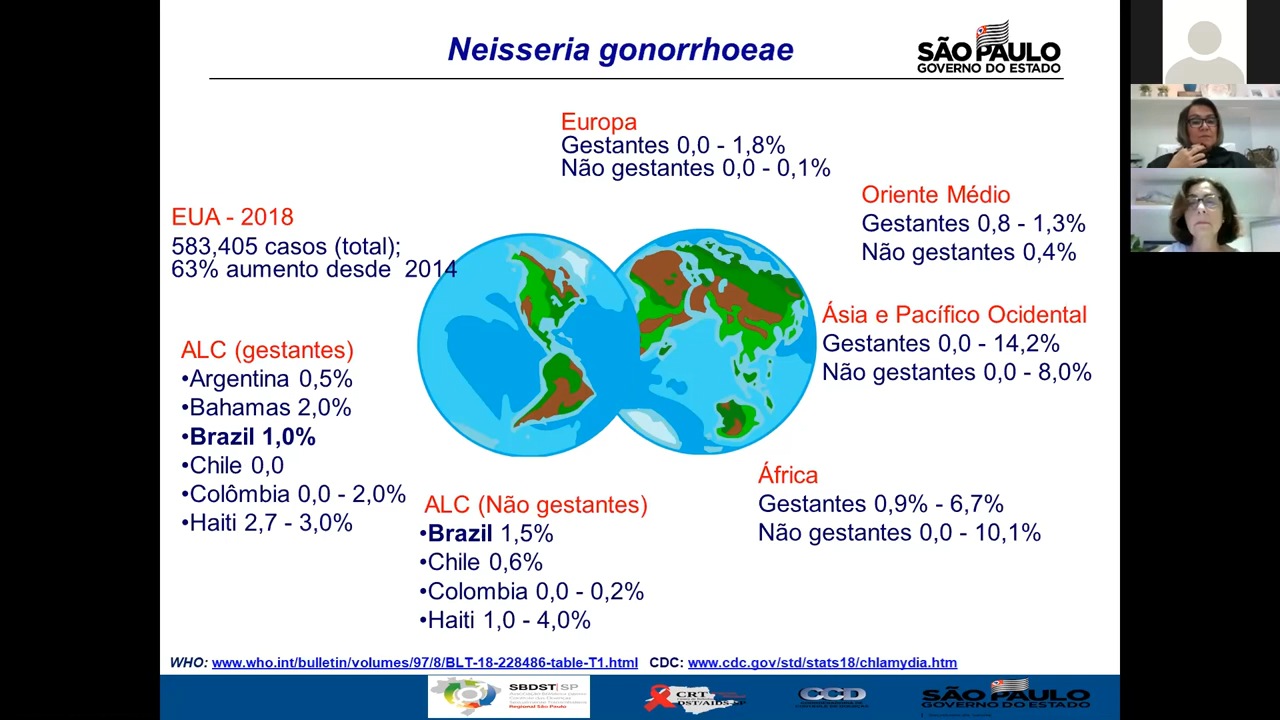 Neisseria gonorrhoeae
SÃO PAULO
GOVERNO DO ESTADO
Europa
Gestantes 0,0 - 1,8%
Não gestantes 0,0 - 0,1%
Oriente Médio
Gestantes 0,8 - 1,3%
Não gestantes 0,4%
EUA - 2018
583,405 casos (total);
63% aumento desde 2014
Ásia e Pacífico Ocidental
Gestantes 0,0 - 14,2%
Não gestantes 0,0 - 8,0%
ALC (gestantes)
•Argentina 0,5%
•Bahamas 2,0%
•Brazil 1,0%
•Chile 0,0
•Colômbia 0,0 - 2,0%
•Haiti 2,7 - 3,0%
ALC (Não gestantes)
•Brazil 1,5%
•Chile 0,6%
•Colombia 0,0 - 0,2%
•Haiti 1,0 - 4,0%
África
Gestantes 0,9% - 6,7%
Não gestantes 0,0 - 10,1%
WHO: www.who.int/bulletin/volumes/97/8/BLT-18-228486-table-T1.html CDC: www.cdc.gov/std/stats18/chlamydia.htm
SBDST|SP
Regional São Paulo
CRT
DST/AIDS-SP
CCD
SÃO PAULO
GOVERNO DO ESTADO